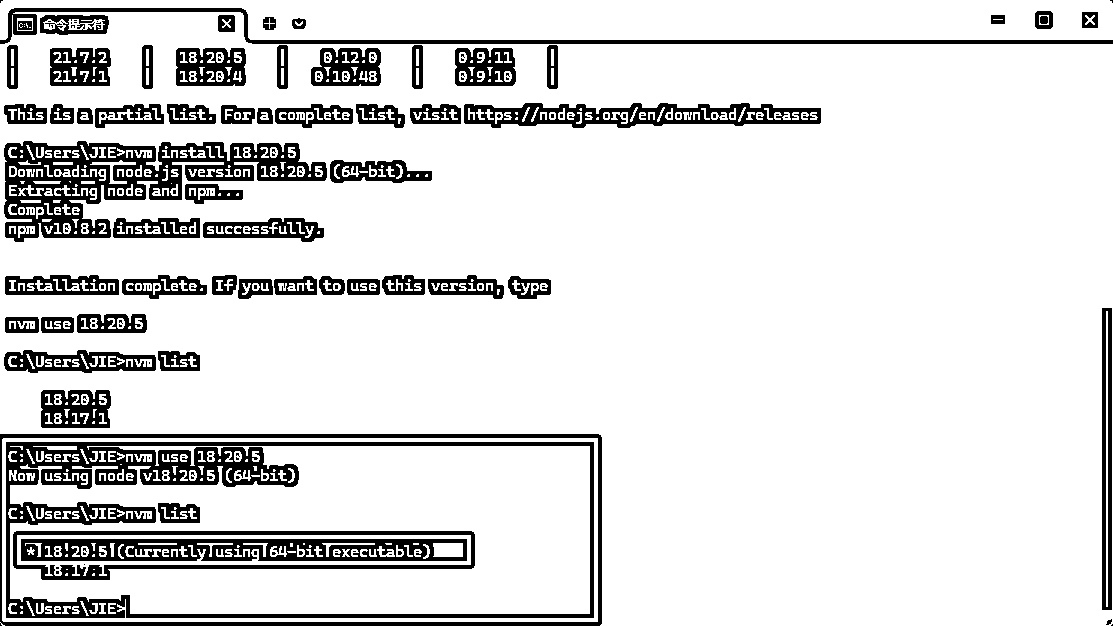 命令提示符
21.7.2 | 18.20.5 | 0.12.0 | 0.9.11 |
21.7.1 | 18.20.4 | 0.10.48 | 0.9.10 |
This is a partial list. For a complete list, visit https://nodejs.org/en/download/releases
C:\Users\JIE>nvm install 18.20.5
Downloading node.js version 18.20.5 (64-bit)...
Extracting node and npm...
Complete
npm v10.8.2 installed successfully.
Installation complete. If you want to use this version, type
nvm use 18.20.5
C:\Users\JIE>nvm list
18.20.5
18.17.1
C:\Users\JIE>nvm use 18.20.5
Now using node v18.20.5 (64-bit)
C:\Users\JIE>nvm list
* 18.20.5 (Currently using 64-bit executable)
18.17.1
C:\Users\JIE>